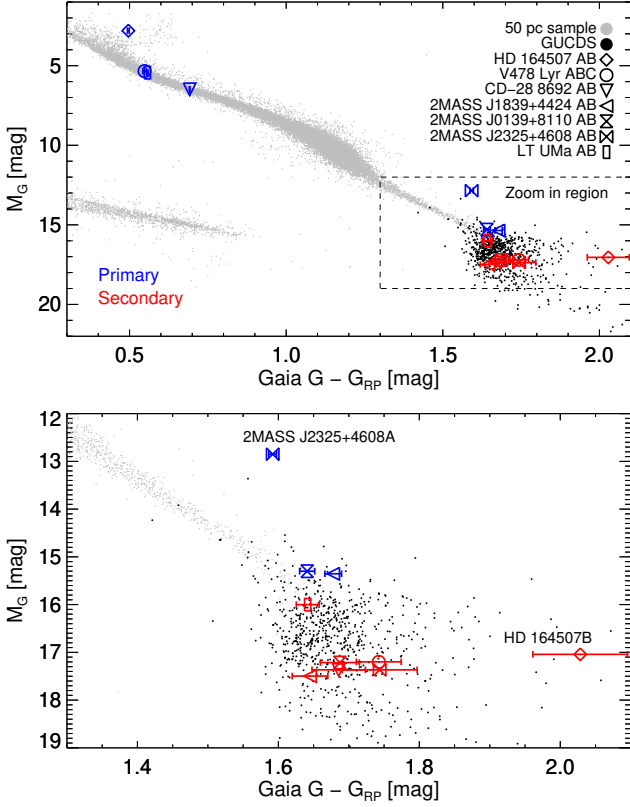 50 pc sample
GUCDS
HD 164507 AB
V478 Lyr ABC
CD−28 8692 AB
2MASS J1839+4424 AB
2MASS J0139+8110 AB
2MASS J2325+4608 AB
LT UMa AB
Zoom in region
Primary
Secondary
5
10
15
20
M_G [mag]
0.5
1.0
1.5
2.0
Gaia G − G_RP [mag]
2MASS J2325+4608A
HD 164507B
12
13
14
15
16
17
18
19
M_G [mag]
1.4
1.6
1.8
2.0
Gaia G − G_RP [mag]